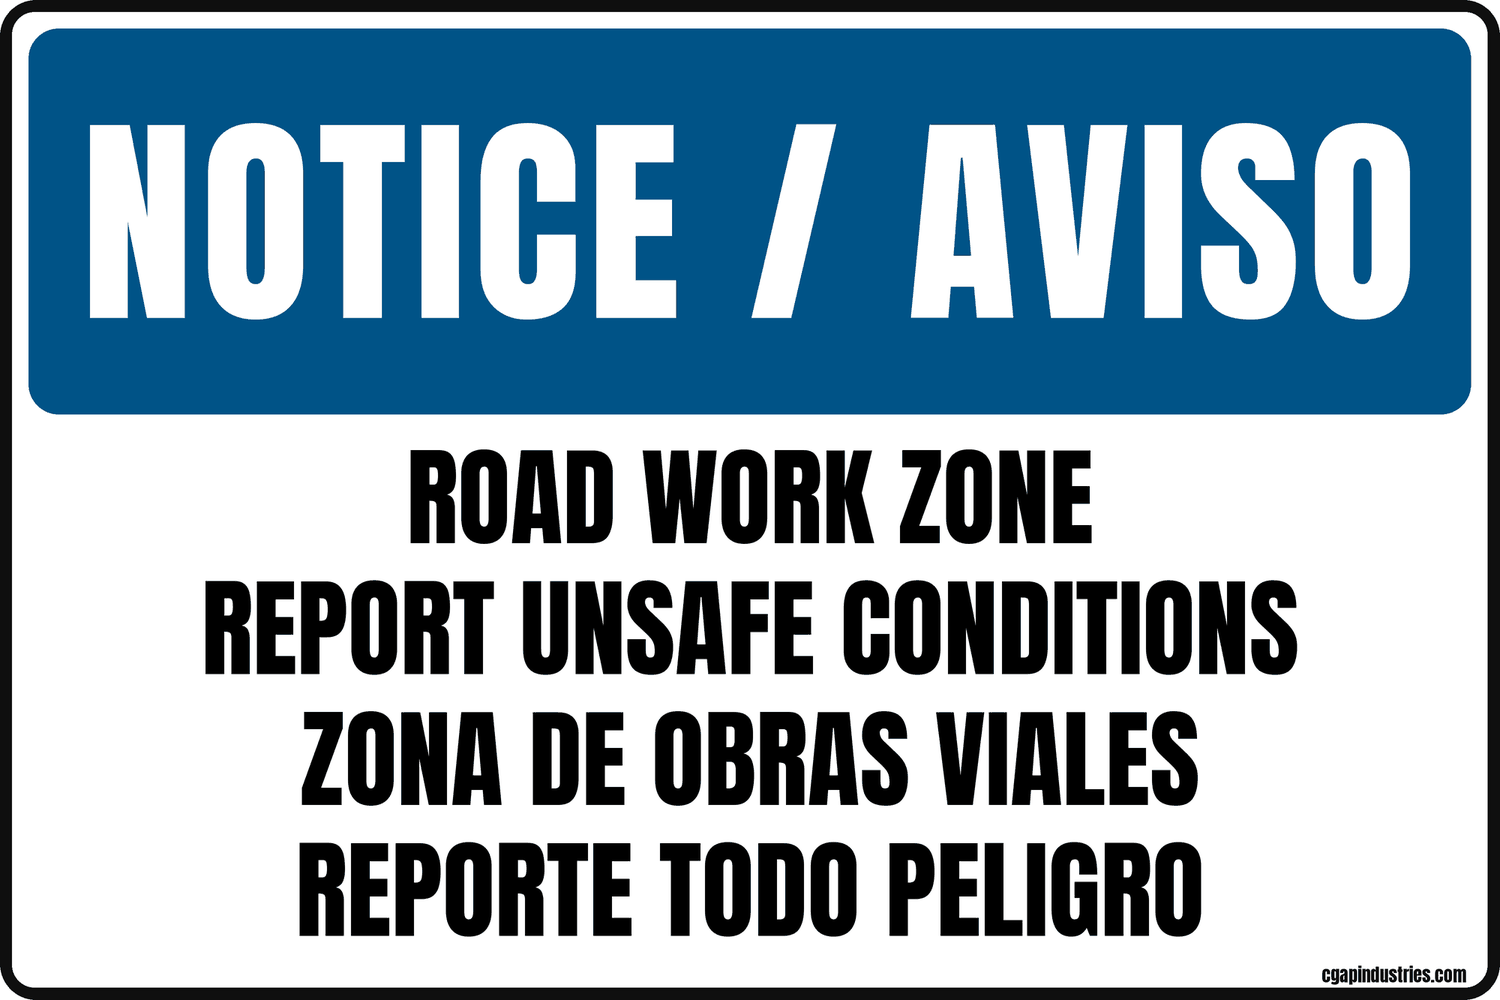 NOTICE / AVISO
ROAD WORK ZONE
REPORT UNSAFE CONDITIONS
ZONA DE OBRAS VIALES
REPORTE TODO PELIGRO
cgapindustries.com